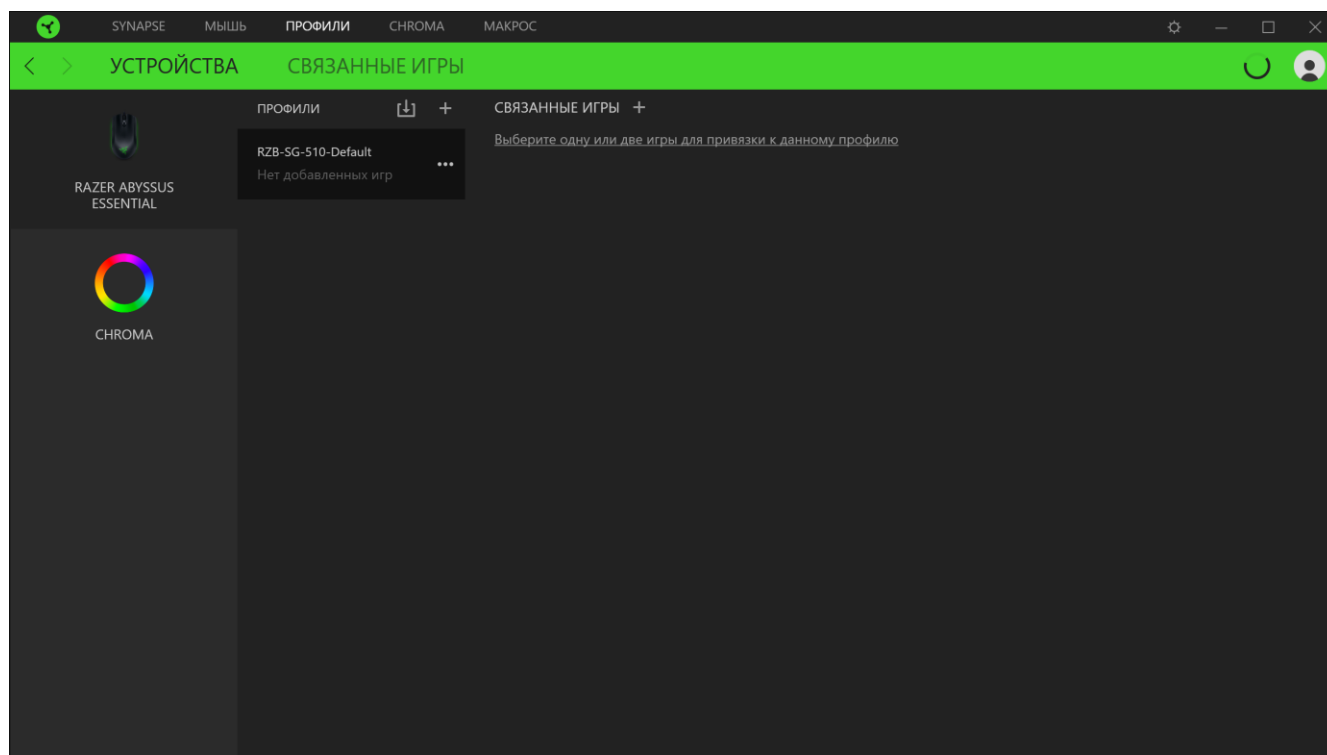 SYNAPSE МЫШЬ ПРОФИЛИ CHROMA МАКРОС
УСТРОЙСТВА СВЯЗАННЫЕ ИГРЫ
RAZER ABYSSUS
ESSENTIAL
CHROMA
ПРОФИЛИ
RZB-SG-510-Default
Нет добавленных игр
СВЯЗАННЫЕ ИГРЫ
Выберите одну или две игры для привязки к данному профилю